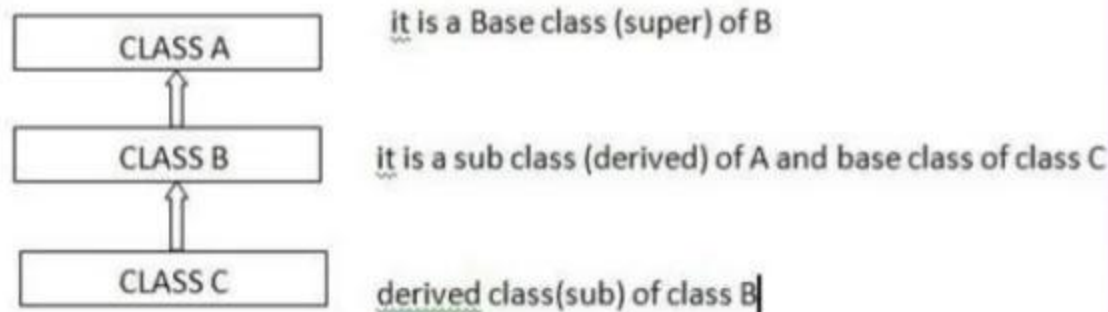 CLASS A
it is a Base class (super) of B
CLASS B
it is a sub class (derived) of A and base class of class C
CLASS C
derived class(sub) of class B